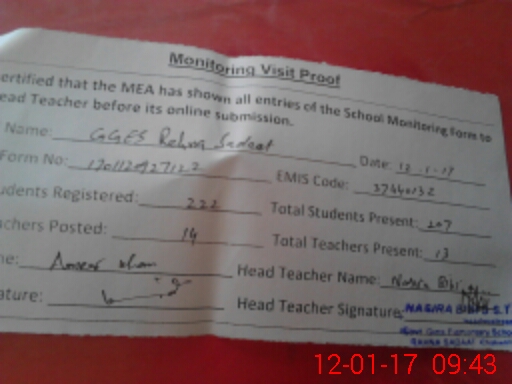 Monitoring Visit Proof
ertified that the MEA has shown all entries of the School Monitoring Form to
ead Teacher before its online submission.
Name: GGES Date: 12-1-17
Form No: EMIS Code: 37440132
udents Registered: 222 Total Students Present: 207
achers Posted: 14 Total Teachers Present: 13
me: Head Teacher Name:
ature: Head Teacher Signature: NASIRA
12-01-17 09:43